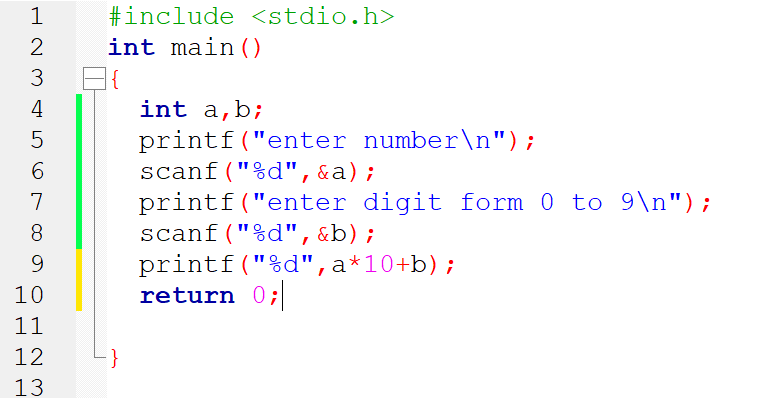 1 #include <stdio.h>
2 int main()
3 {
4 int a,b;
5 printf("enter number\n");
6 scanf("%d",&a);
7 printf("enter digit form 0 to 9\n");
8 scanf("%d",&b);
9 printf("%d",a*10+b);
10 return 0;
11
12 }
13